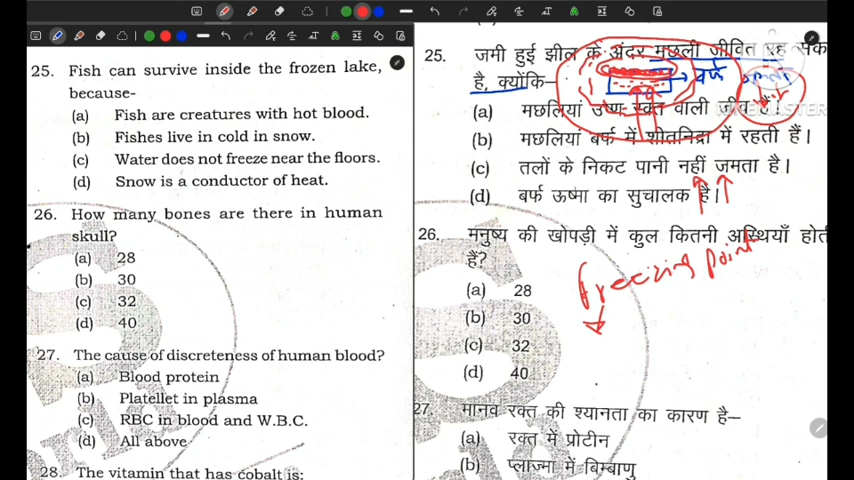 25. Fish can survive inside the frozen lake,
because-
(a) Fish are creatures with hot blood.
(b) Fishes live in cold in snow.
(c) Water does not freeze near the floors.
(d) Snow is a conductor of heat.
26. How many bones are there in human
skull?
(a) 28
(b) 30
(c) 32
(d) 40
27. The cause of discreteness of human blood?
(a) Blood protein
(b) Platellet in plasma
(c) RBC in blood and W.B.C.
(d) All above
28. The vitamin that has cobalt is:
25. जमी हुई झील के अंदर मछली जीवित रह सक
है, क्योंकि–
बर्फ
(a) मछलियां उष्ण रक्त वाली जीव हैं।
(b) मछलियां बर्फ में शीतनिद्रा में रहती हैं।
(c) तलों के निकट पानी नहीं जमता है।
(d) बर्फ ऊष्मा का सुचालक है।
26. मनुष्य की खोपड़ी में कुल कितनी अस्थियाँ होती
हैं?
freezing point
(a) 28
(b) 30
(c) 32
(d) 40
27. मानव रक्त की श्यानता का कारण है–
(a) रक्त में प्रोटीन
(b) प्लाज्मा में बिम्बाणु